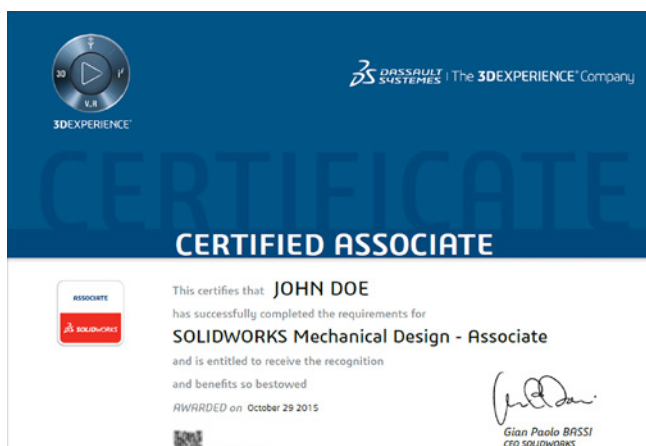 3D
V.R
3DEXPERIENCE®
DASSAULT SYSTEMES | The 3DEXPERIENCE® Company
CERTIFICATE
CERTIFIED ASSOCIATE
ASSOCIATE
SOLIDWORKS
This certifies that JOHN DOE
has successfully completed the requirements for
SOLIDWORKS Mechanical Design - Associate
and is entitled to receive the recognition
and benefits so bestowed
AWARDED on October 29 2015
Gian Paolo BASSI
CEO SOLIDWORKS